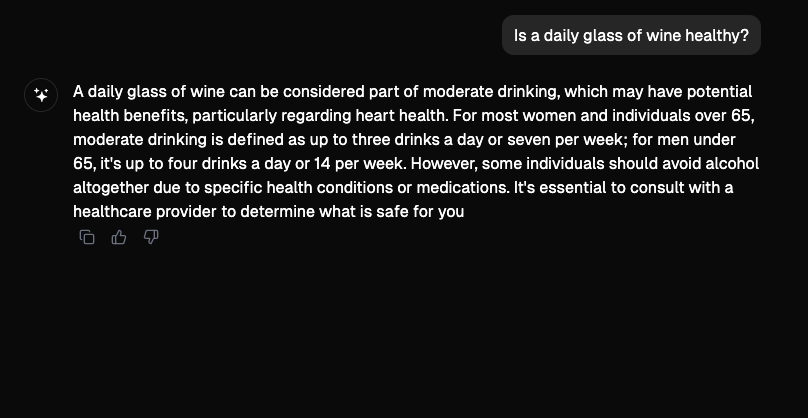 Is a daily glass of wine healthy?
A daily glass of wine can be considered part of moderate drinking, which may have potential
health benefits, particularly regarding heart health. For most women and individuals over 65,
moderate drinking is defined as up to three drinks a day or seven per week; for men under
65, it's up to four drinks a day or 14 per week. However, some individuals should avoid alcohol
altogether due to specific health conditions or medications. It's essential to consult with a
healthcare provider to determine what is safe for you